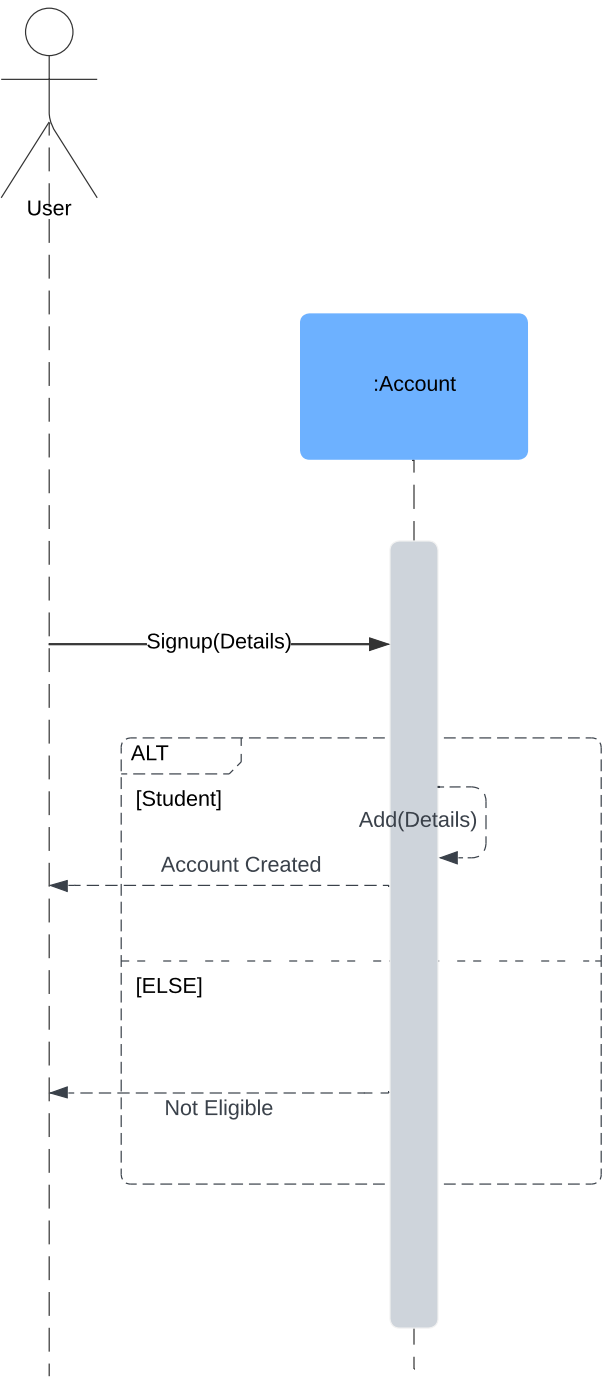 User
:Account
Signup(Details)
ALT
[Student]
Add(Details)
Account Created
[ELSE]
Not Eligible